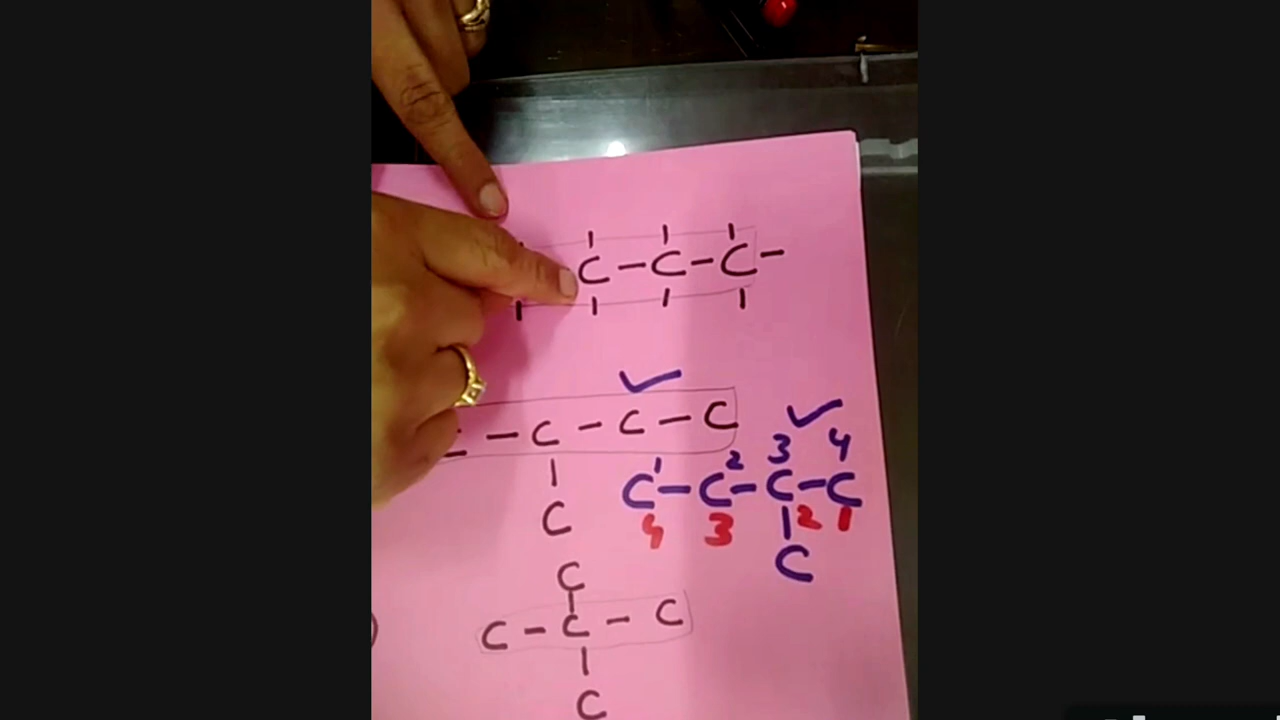 C – C – C –
– C – C – C
1 2 3 4
C – C – C – C
4 3 2 1
C
C
C
C – C – C
C